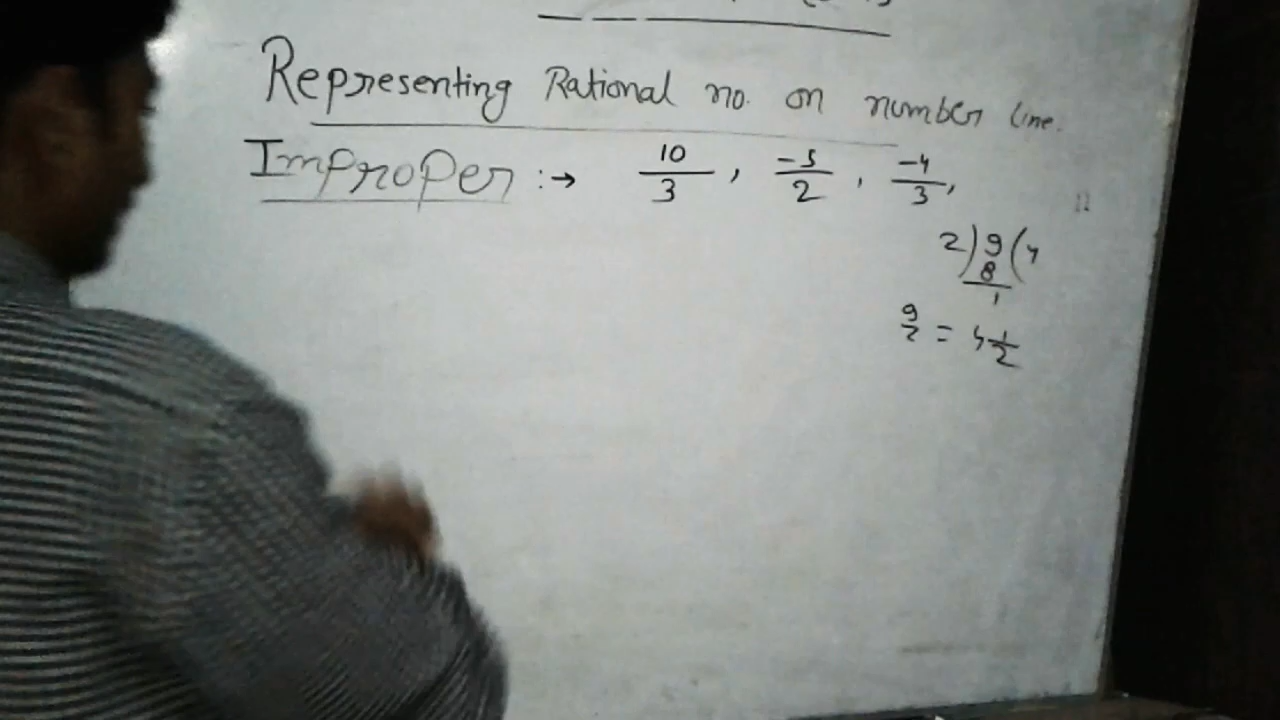 Representing Rational no. on number line.
Improper :→ 10/3, -5/2, -4/3,
2)9(4
8
1
9/2 = 4 1/2